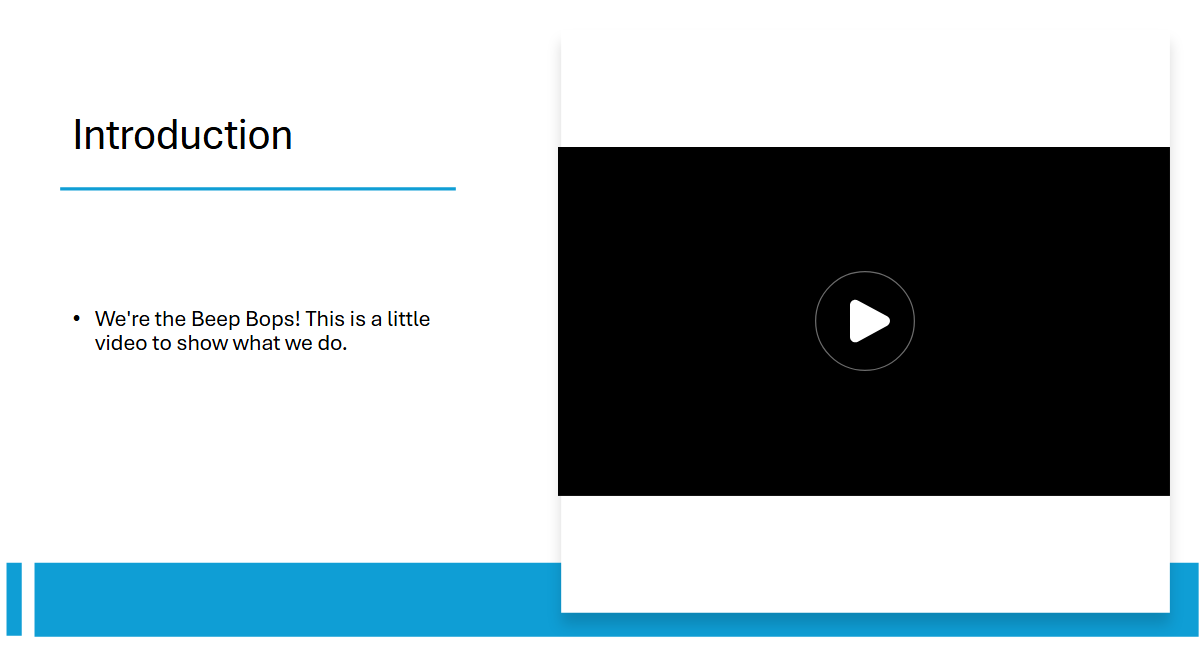 Introduction
• We're the Beep Bops! This is a little
video to show what we do.